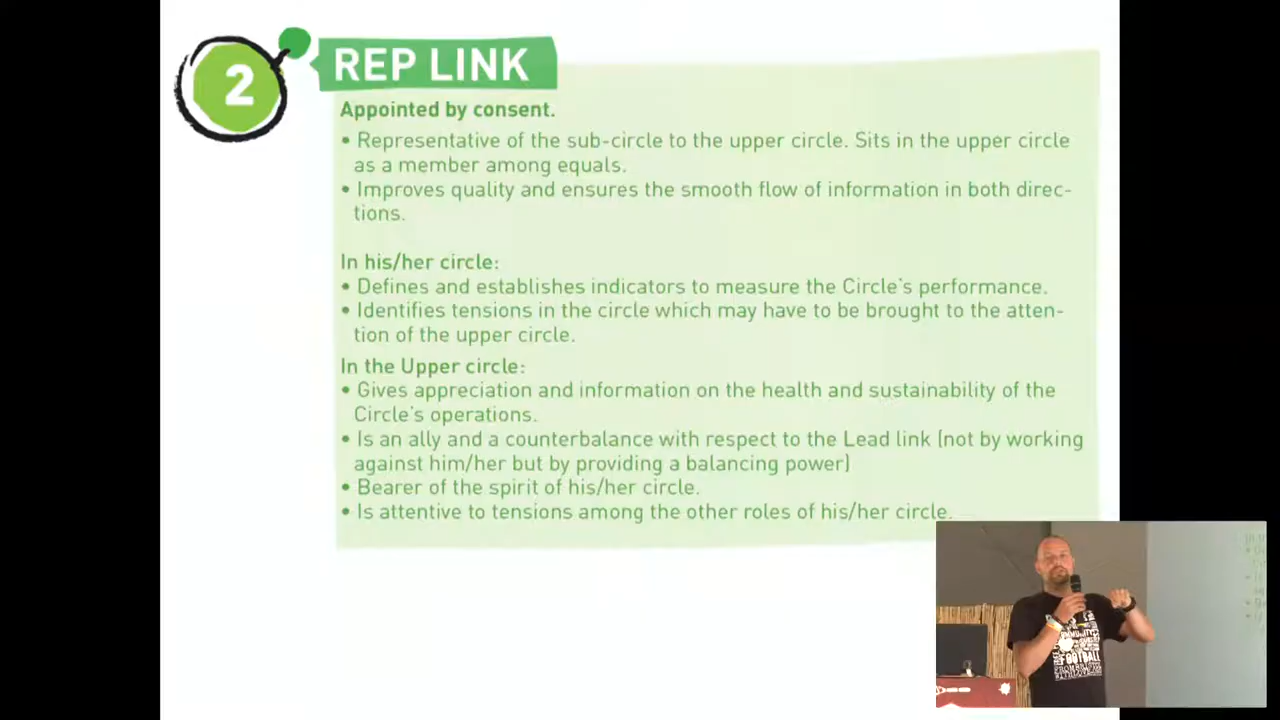 2
REP LINK
Appointed by consent.
• Representative of the sub-circle to the upper circle. Sits in the upper circle
as a member among equals.
• Improves quality and ensures the smooth flow of information in both direc-
tions.
In his/her circle:
• Defines and establishes indicators to measure the Circle's performance.
• Identifies tensions in the circle which may have to be brought to the atten-
tion of the upper circle.
In the Upper circle:
• Gives appreciation and information on the health and sustainability of the
Circle's operations.
• Is an ally and a counterbalance with respect to the Lead link (not by working
against him/her but by providing a balancing power)
• Bearer of the spirit of his/her circle.
• Is attentive to tensions among the other roles of his/her circle.
FOOTBALL